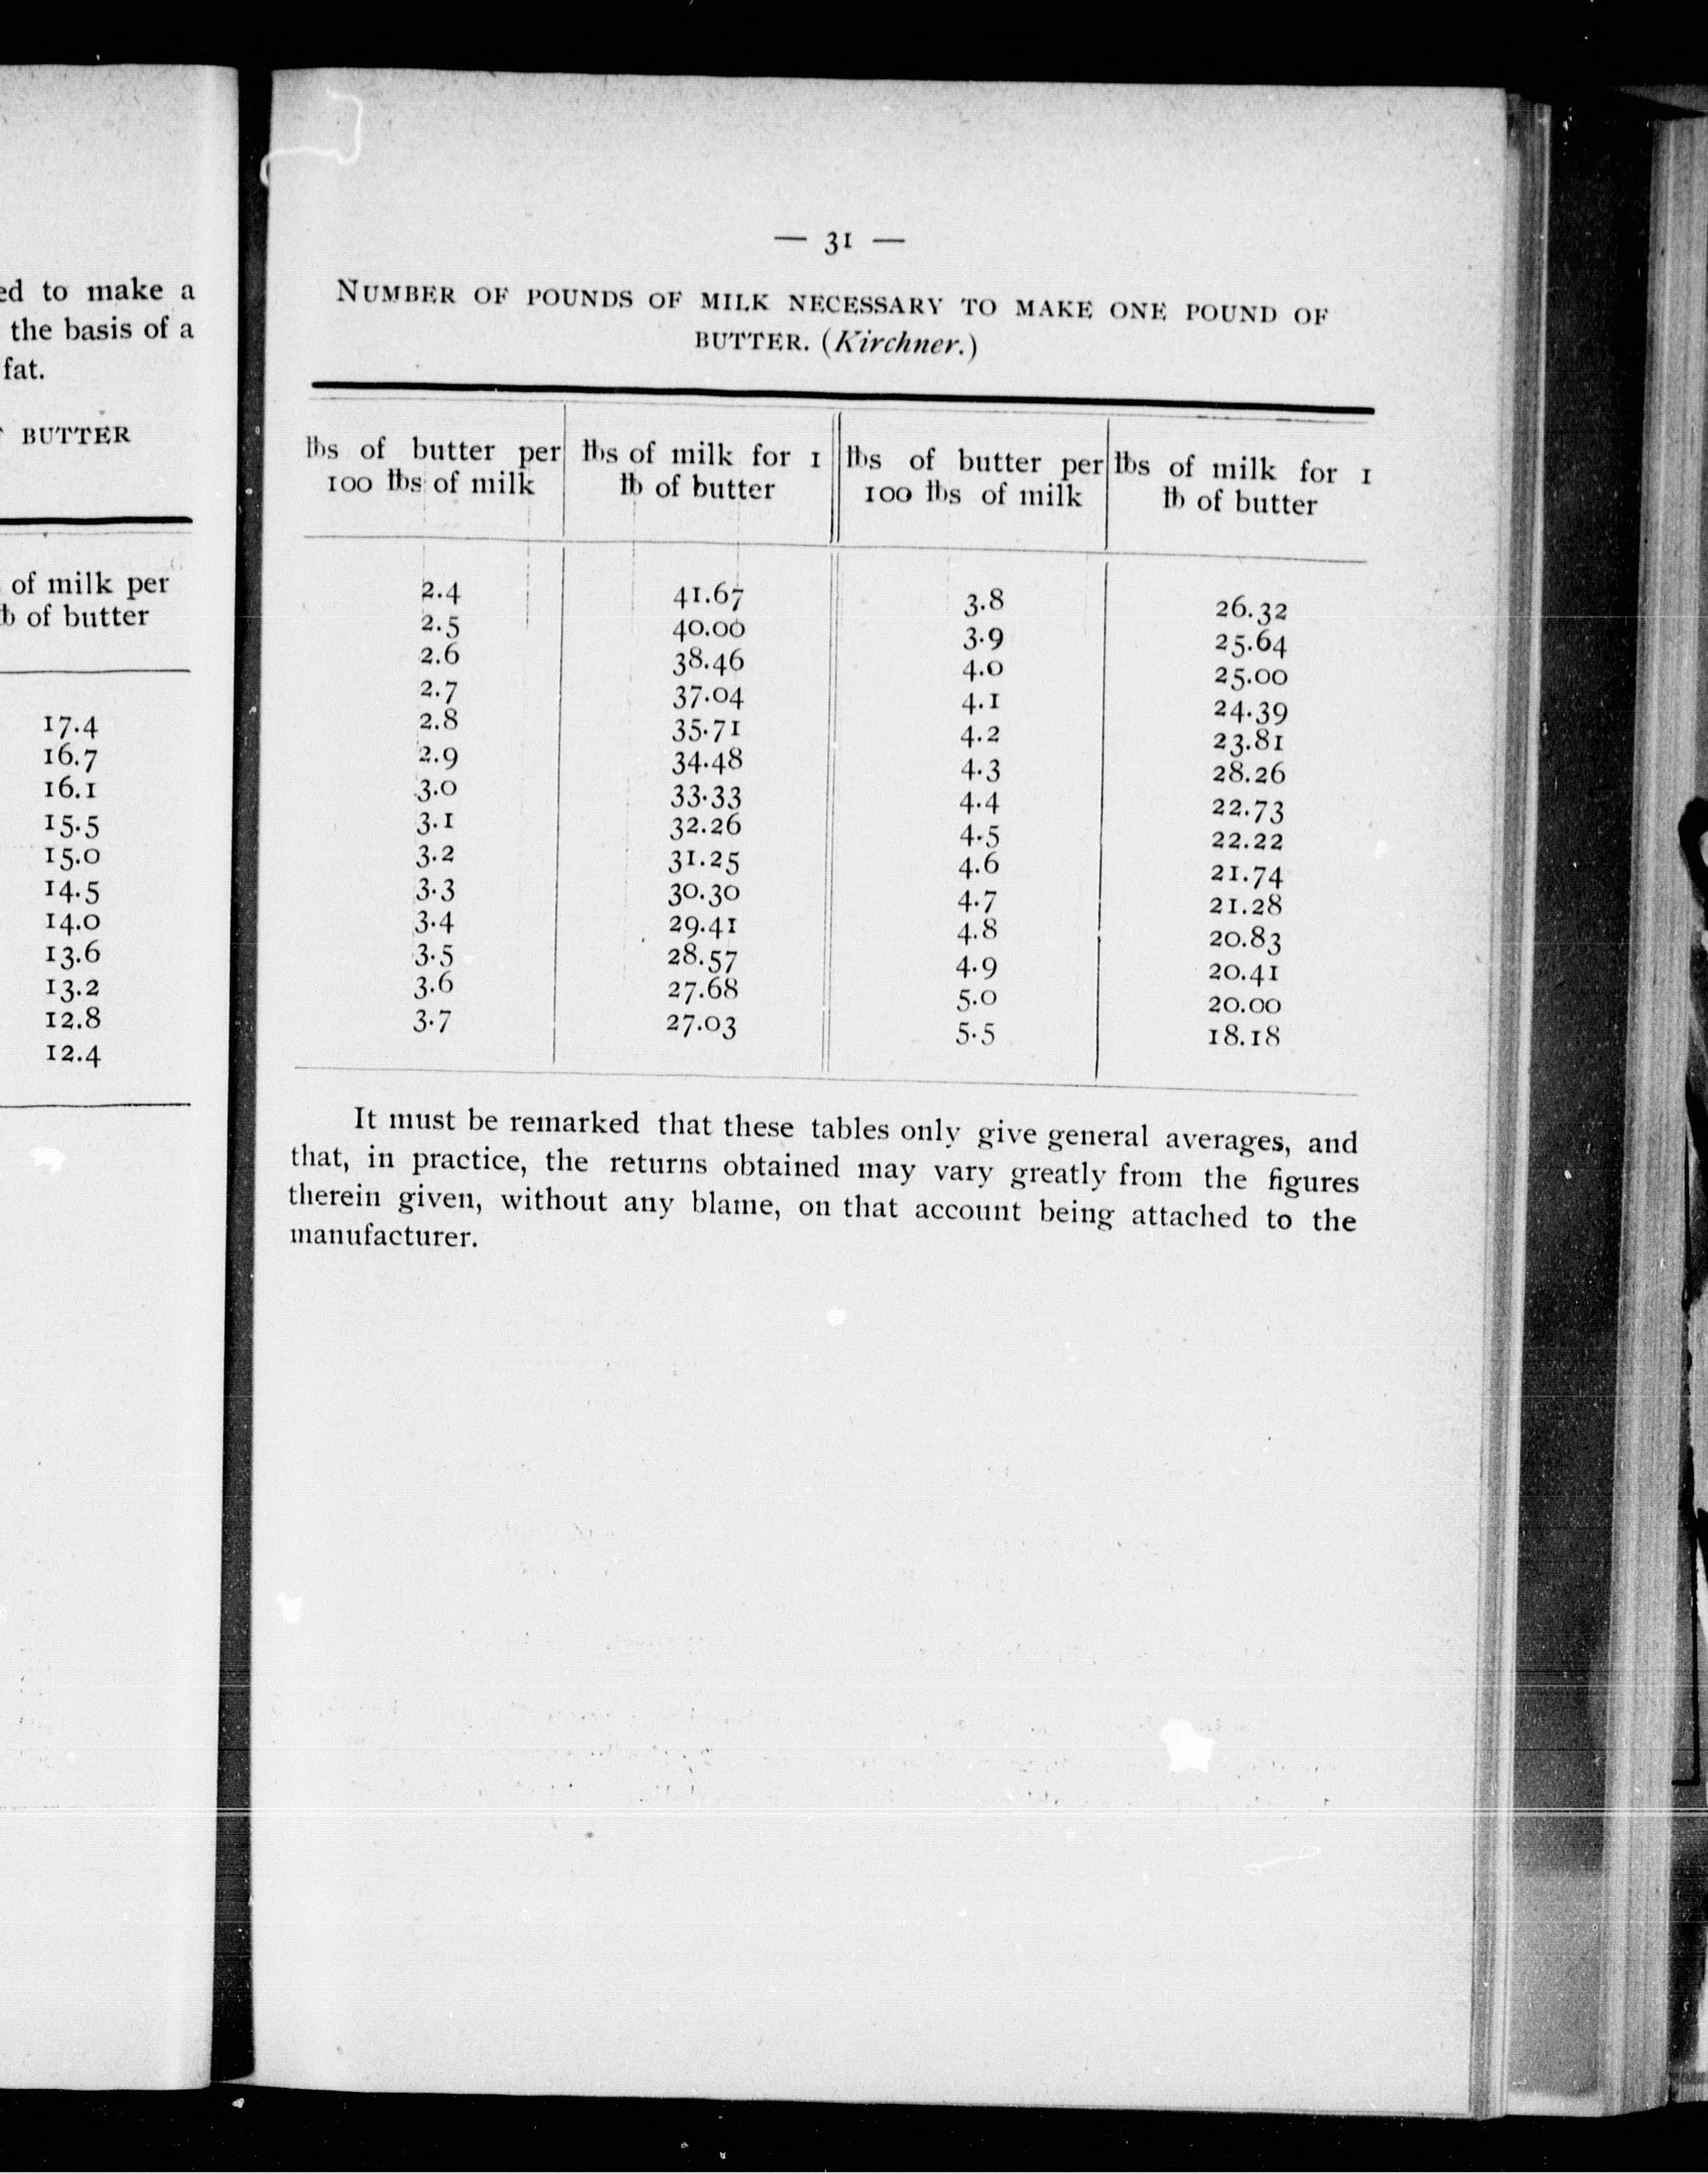 ed to make a
the basis of a
fat.
BUTTER
of milk per
lb of butter
17.4
16.7
16.1
15.5
15.0
14.5
14.0
13.6
13.2
12.8
12.4
— 31 —
NUMBER OF POUNDS OF MILK NECESSARY TO MAKE ONE POUND OF
BUTTER. (Kirchner.)
lbs of butter per lbs of milk for 1 lbs of butter per lbs of milk for 1
100 lbs of milk lb of butter 100 lbs of milk lb of butter
2.4 41.67 3.8 26.32
2.5 40.00 3.9 25.64
2.6 38.46 4.0 25.00
2.7 37.04 4.1 24.39
2.8 35.71 4.2 23.81
2.9 34.48 4.3 28.26
3.0 33.33 4.4 22.73
3.1 32.26 4.5 22.22
3.2 31.25 4.6 21.74
3.3 30.30 4.7 21.28
3.4 29.41 4.8 20.83
3.5 28.57 4.9 20.41
3.6 27.68 5.0 20.00
3.7 27.03 5.5 18.18
It must be remarked that these tables only give general averages, and
that, in practice, the returns obtained may vary greatly from the figures
therein given, without any blame, on that account being attached to the
manufacturer.